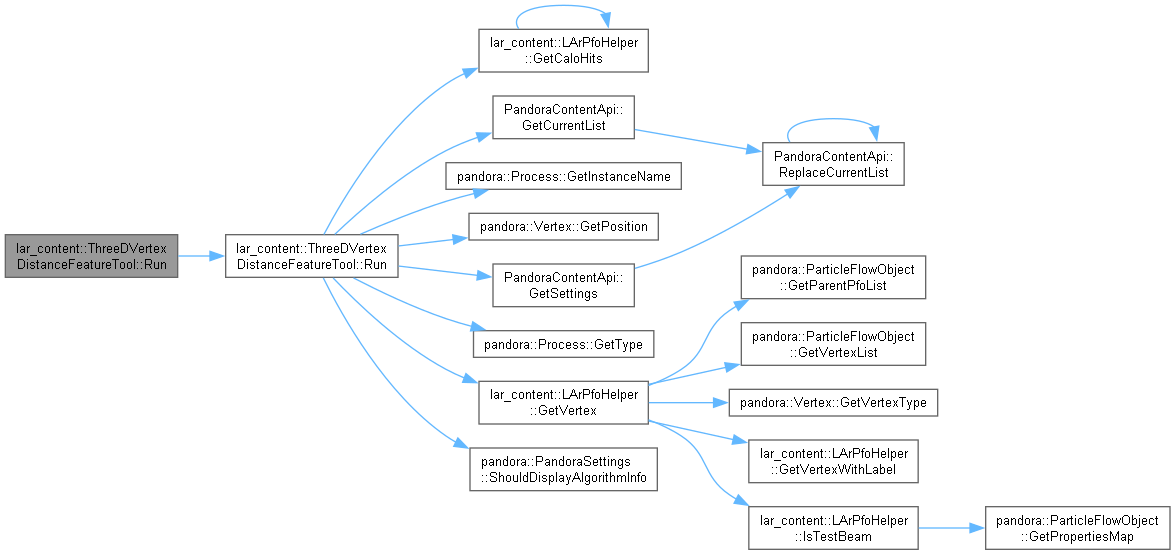 lar_content::ThreeDVertex
DistanceFeatureTool::Run
lar_content::ThreeDVertex
DistanceFeatureTool::Run
lar_content::LArPfoHelper
::GetCaloHits
PandoraContentApi::
GetCurrentList
pandora::Process::GetInstanceName
pandora::Vertex::GetPosition
PandoraContentApi::
GetSettings
pandora::Process::GetType
lar_content::LArPfoHelper
::GetVertex
pandora::PandoraSettings
::ShouldDisplayAlgorithmInfo
PandoraContentApi::
ReplaceCurrentList
pandora::ParticleFlowObject
::GetParentPfoList
pandora::ParticleFlowObject
::GetVertexList
pandora::Vertex::GetVertexType
lar_content::LArPfoHelper
::GetVertexWithLabel
lar_content::LArPfoHelper
::IsTestBeam
pandora::ParticleFlowObject
::GetPropertiesMap